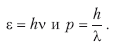 ε = hν и p = h/λ .